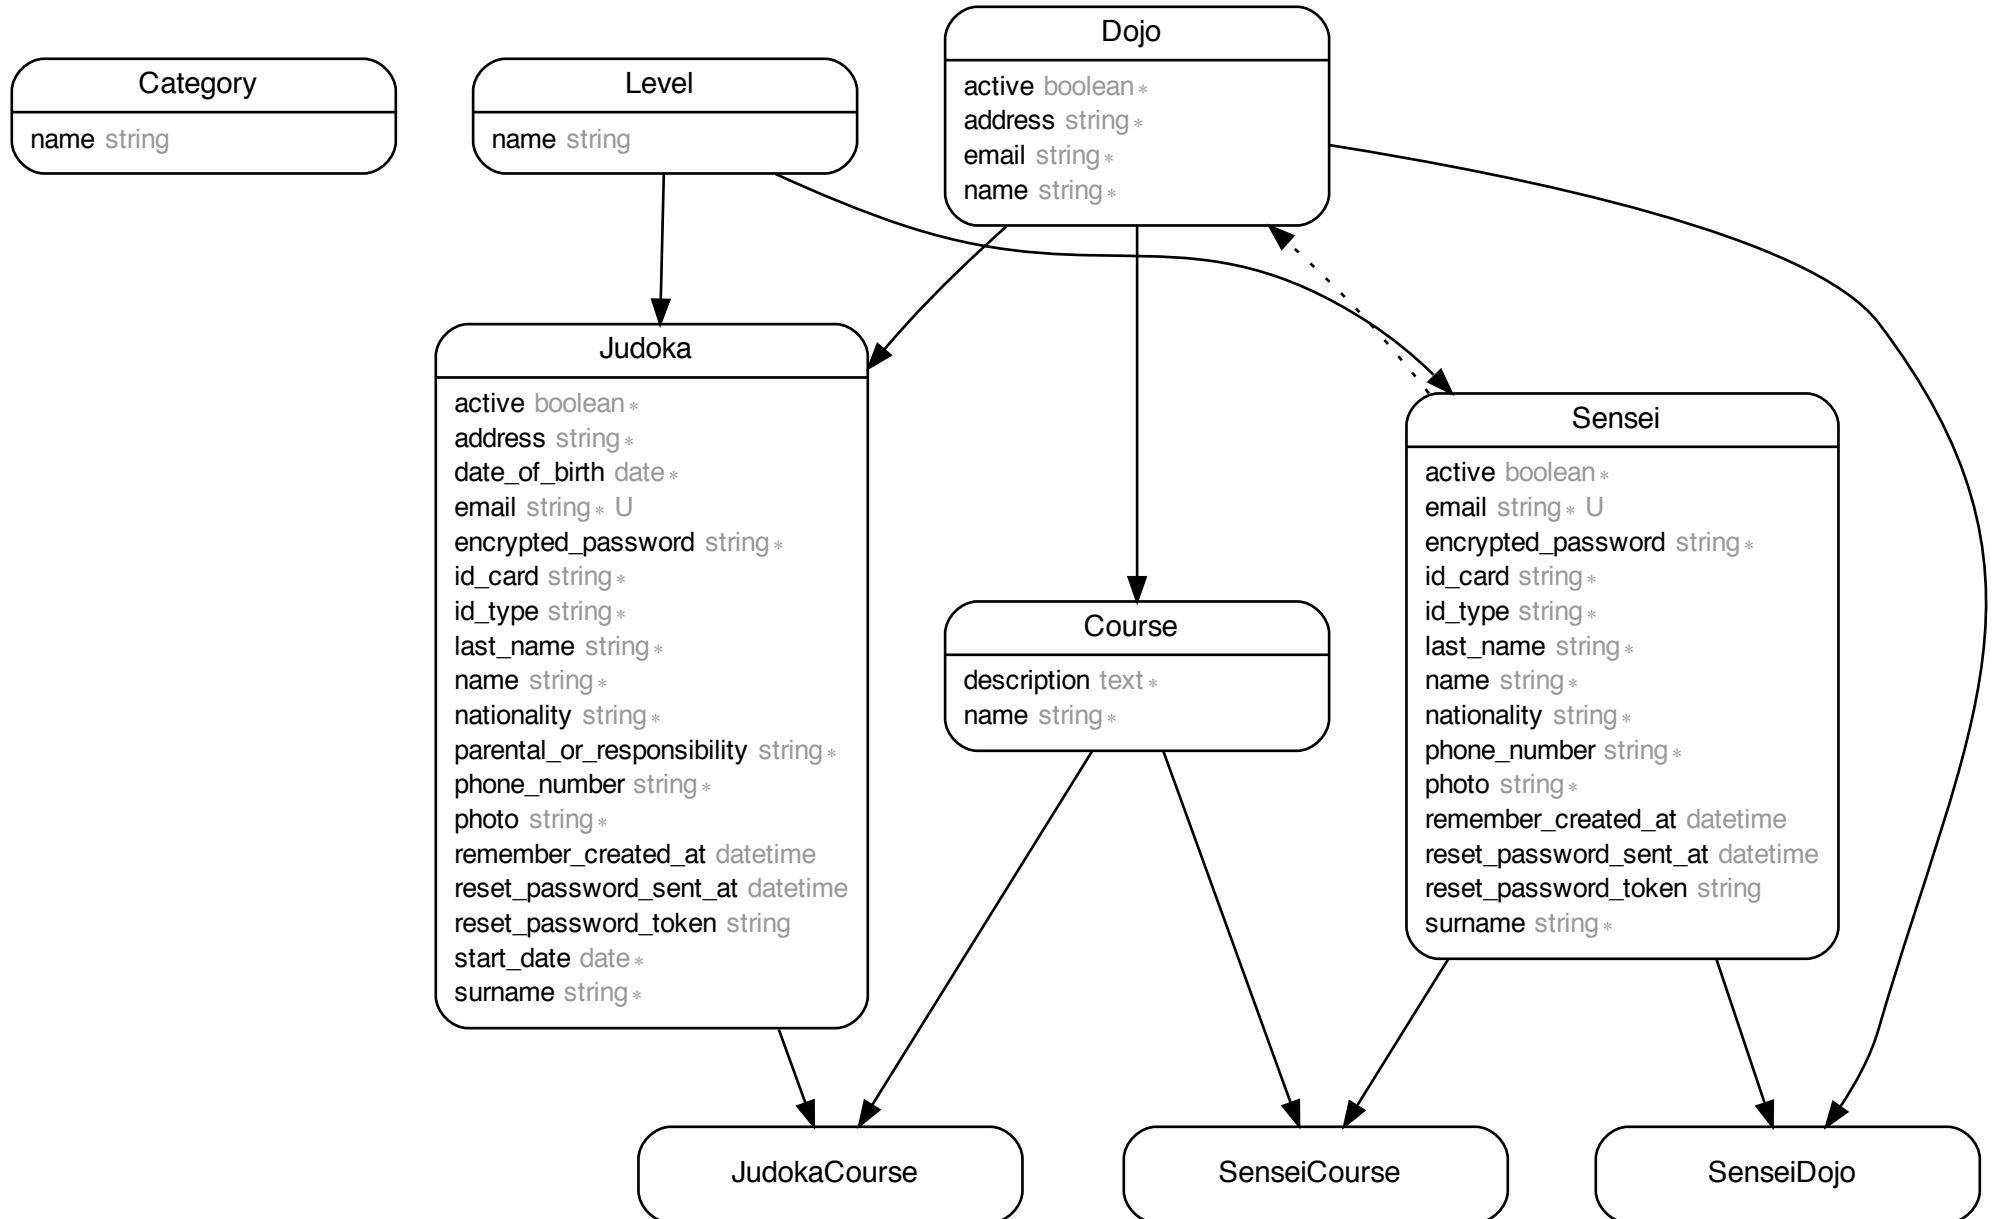 Category
name string
Level
name string
Dojo
active boolean *
address string *
email string *
name string *
Judoka
active boolean *
address string *
date_of_birth date *
email string * U
encrypted_password string *
id_card string *
id_type string *
last_name string *
name string *
nationality string *
parental_or_responsibility string *
phone_number string *
photo string *
remember_created_at datetime
reset_password_sent_at datetime
reset_password_token string
start_date date *
surname string *
Course
description text *
name string *
Sensei
active boolean *
email string * U
encrypted_password string *
id_card string *
id_type string *
last_name string *
name string *
nationality string *
phone_number string *
photo string *
remember_created_at datetime
reset_password_sent_at datetime
reset_password_token string
surname string *
JudokaCourse
SenseiCourse
SenseiDojo